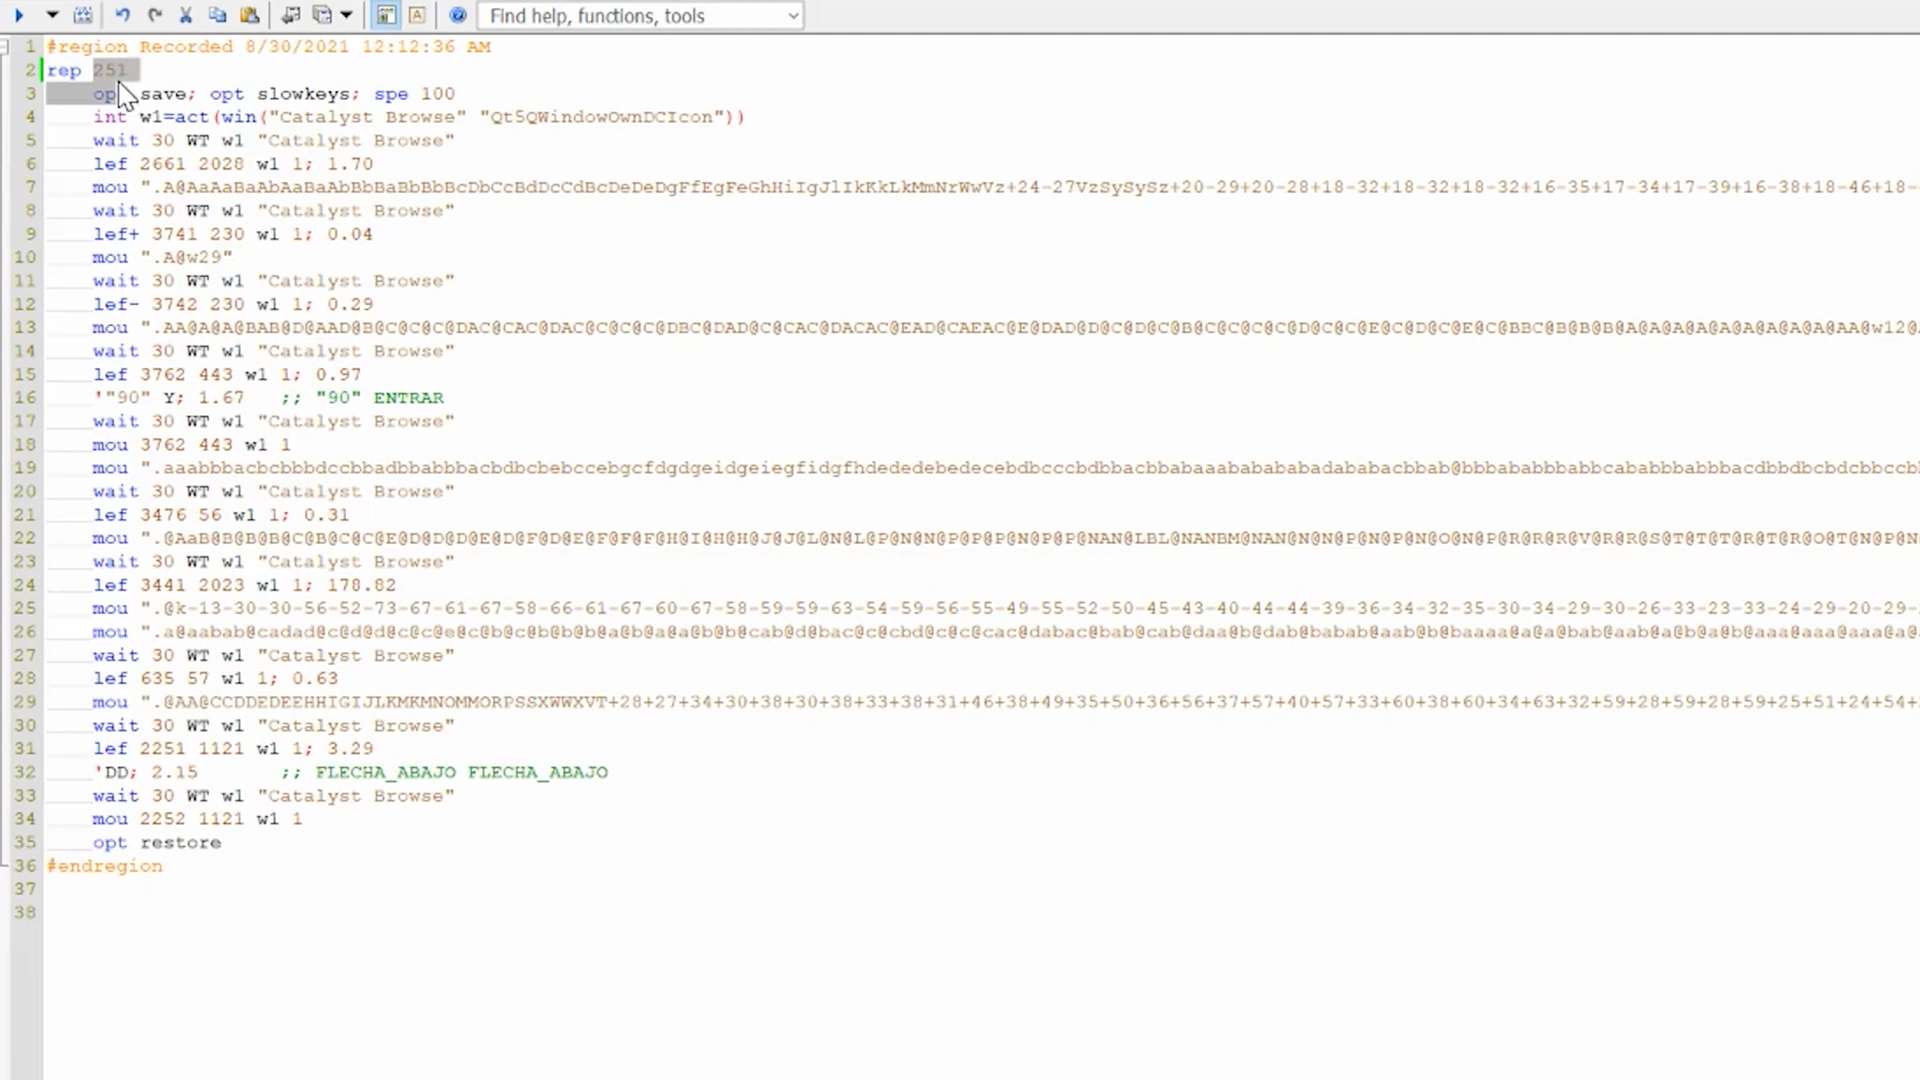 Find help, functions, tools
1 #region Recorded 8/30/2021 12:12:36 AM
2 rep 251
3 opt save; opt slowkeys; spe 100
4 int w1=act(win("Catalyst Browse" "Qt5QWindowOwnDCIcon"))
5 wait 30 WT w1 "Catalyst Browse"
6 lef 2661 2028 w1 1; 1.70
7 mou ".A@AaAaBaAbAaBaAbBbBaBbBbBcDbCcBdDcCdBcDeDeDgFfEgFeGhHiIgJlIkKkLkMmNrWwVz+24-27VzSySySz+20-29+20-28+18-32+18-32+18-32+16-35+17-34+17-39+16-38+18-46+18-
8 wait 30 WT w1 "Catalyst Browse"
9 lef+ 3741 230 w1 1; 0.04
10 mou ".A@w29"
11 wait 30 WT w1 "Catalyst Browse"
12 lef- 3742 230 w1 1; 0.29
13 mou ".AA@A@A@BAB@D@AAD@B@C@C@C@DAC@CAC@DAC@C@C@C@DBC@DAD@C@CAC@DACAC@EAD@CAEAC@E@DAD@D@C@D@C@B@C@C@C@C@D@C@C@E@C@D@C@E@C@BBC@B@B@B@A@A@A@A@A@A@A@A@A@AA@w12@
14 wait 30 WT w1 "Catalyst Browse"
15 lef 3762 443 w1 1; 0.97
16 '"90" Y; 1.67 ;; "90" ENTRAR
17 wait 30 WT w1 "Catalyst Browse"
18 mou 3762 443 w1 1
19 mou ".aaabbbacbcbbbdccbbadbbabbbacbdbcbebccebgcfdgdgeidgeiegfidgfhdedededebedecebdbcccbdbbacbbabaaabababababadababacbbab@bbbababbbabbcababbbabbbacdbbdbcbdcbbccb
20 wait 30 WT w1 "Catalyst Browse"
21 lef 3476 56 w1 1; 0.31
22 mou ".@AaB@B@B@B@C@B@C@C@E@D@D@D@E@D@F@D@E@F@F@F@H@I@H@H@J@J@L@N@L@P@N@N@P@P@P@N@P@P@NAN@LBL@NANBM@NAN@N@N@P@N@P@N@O@N@P@R@R@R@V@R@R@S@T@T@T@R@T@R@O@T@N@P@N
23 wait 30 WT w1 "Catalyst Browse"
24 lef 3441 2023 w1 1; 178.82
25 mou ".@k-13-30-30-56-52-73-67-61-67-58-66-61-67-60-67-58-59-59-63-54-59-56-55-49-55-52-50-45-43-40-44-44-39-36-34-32-35-30-34-29-30-26-33-23-33-24-29-20-29-
26 mou ".a@aabab@cadad@c@d@d@c@c@e@c@b@c@b@b@b@a@b@a@a@b@b@cab@d@bac@c@cbd@c@c@cac@dabac@bab@cab@daa@b@dab@babab@aab@b@baaaa@a@a@bab@aab@a@b@a@b@aaa@aaa@aaa@a@
27 wait 30 WT w1 "Catalyst Browse"
28 lef 635 57 w1 1; 0.63
29 mou ".@AA@CCDDEDEEHHIGIJLKMKMNOMMORPSSXWWXVT+28+27+34+30+38+30+38+33+38+31+46+38+49+35+50+36+56+37+57+40+57+33+60+38+60+34+63+32+59+28+59+28+59+25+51+24+54+
30 wait 30 WT w1 "Catalyst Browse"
31 lef 2251 1121 w1 1; 3.29
32 'DD; 2.15 ;; FLECHA_ABAJO FLECHA_ABAJO
33 wait 30 WT w1 "Catalyst Browse"
34 mou 2252 1121 w1 1
35 opt restore
36 #endregion
37
38